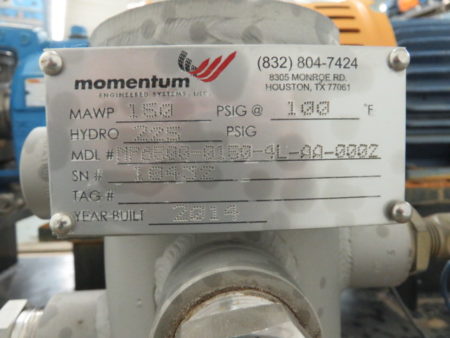 momentum
ENGINEERED SYSTEMS, LLC
(832) 804-7424
8305 MONROE RD.
HOUSTON, TX 77061
MAWP 150 PSIG @ 100 °F
HYDRO 225 PSIG
MDL #
SN #
TAG #
YEAR BUILT 2014